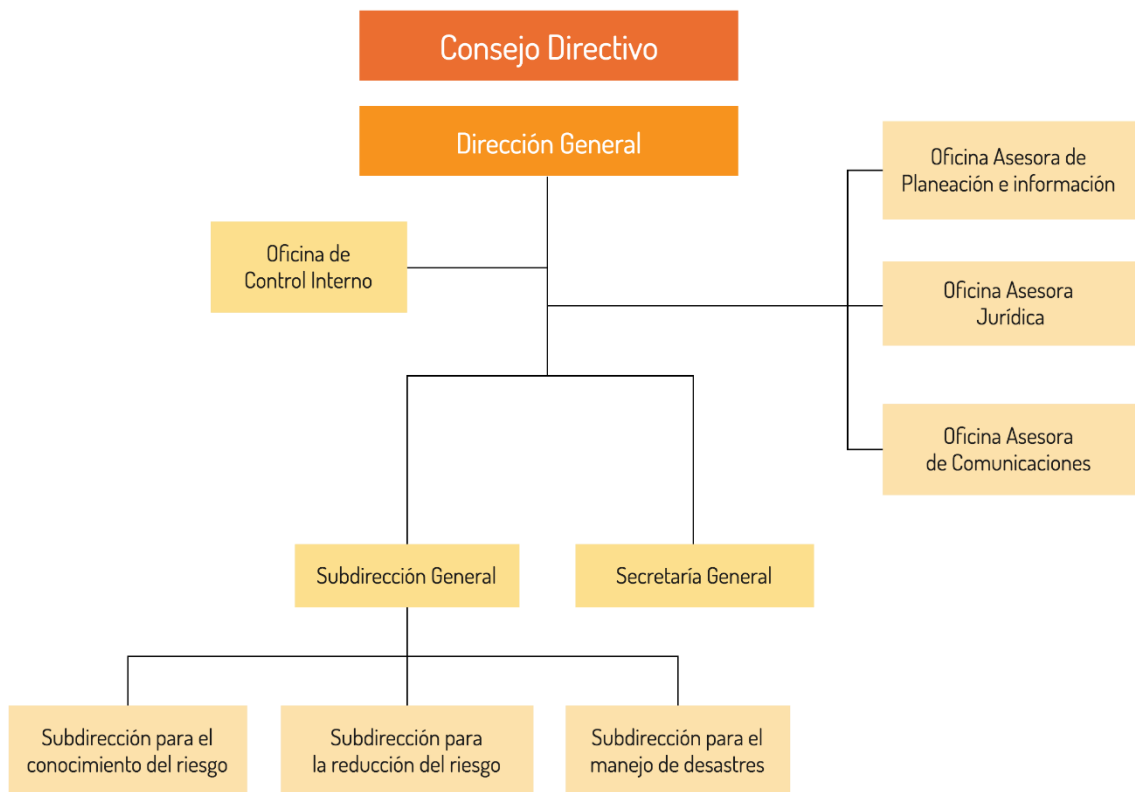 Consejo Directivo
Dirección General
Oficina Asesora de
Planeación e información
Oficina de
Control Interno
Oficina Asesora
Jurídica
Oficina Asesora
de Comunicaciones
Subdirección General
Secretaría General
Subdirección para el
conocimiento del riesgo
Subdirección para
la reducción del riesgo
Subdirección para el
manejo de desastres